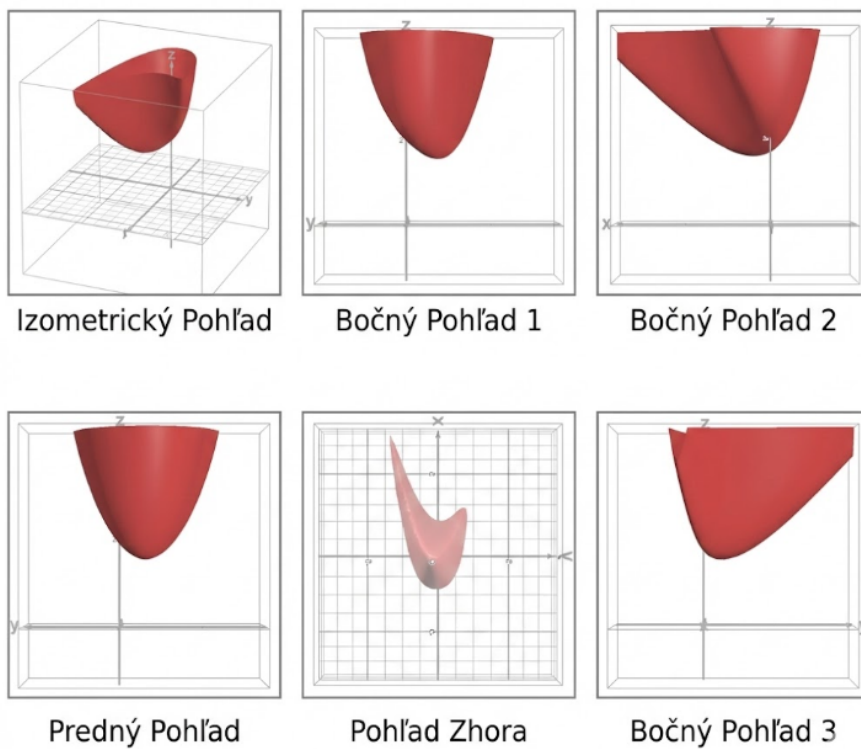 z
y
z
y
z
x
Izometrický Pohľad
Bočný Pohľad 1
Bočný Pohľad 2
z
y
x
y
z
x
Predný Pohľad
Pohľad Zhora
Bočný Pohľad 3